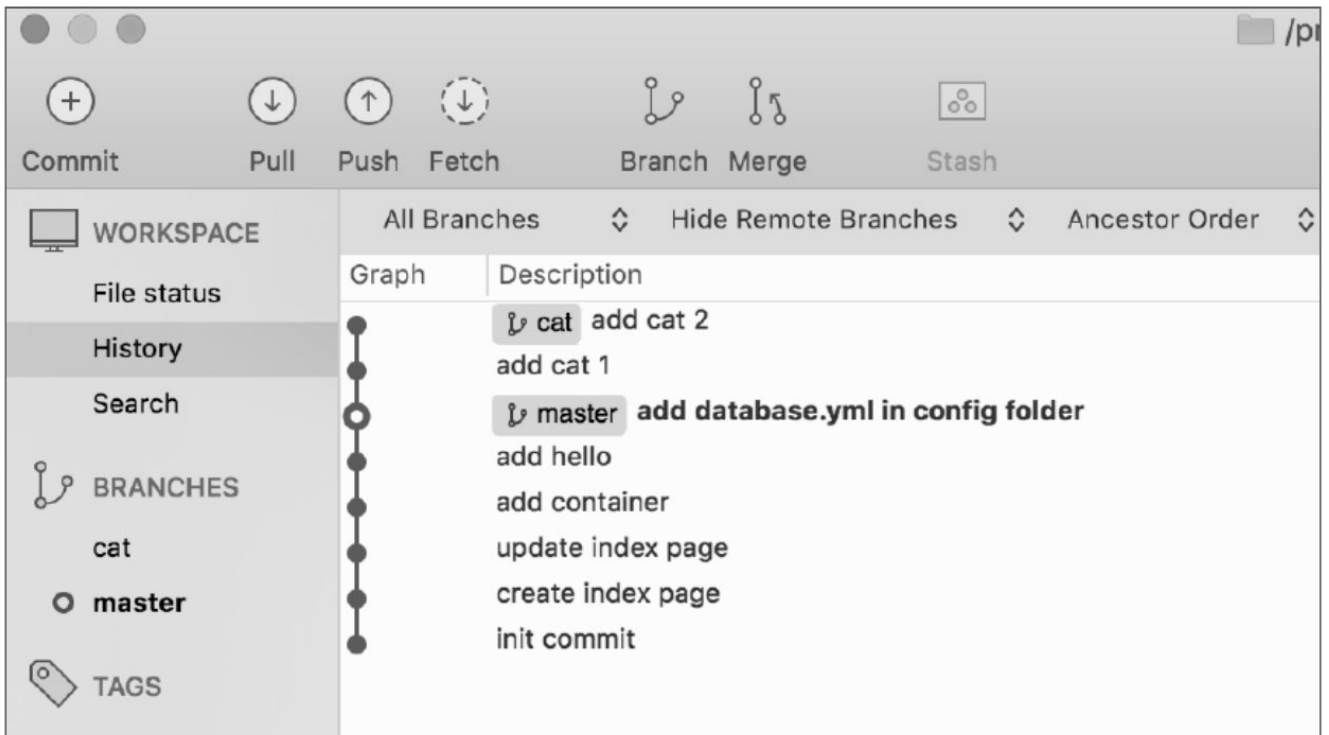 /pr
Commit Pull Push Fetch Branch Merge Stash
WORKSPACE
File status
History
Search
BRANCHES
cat
master
TAGS
All Branches Hide Remote Branches Ancestor Order
Graph Description
cat add cat 2
add cat 1
master add database.yml in config folder
add hello
add container
update index page
create index page
init commit